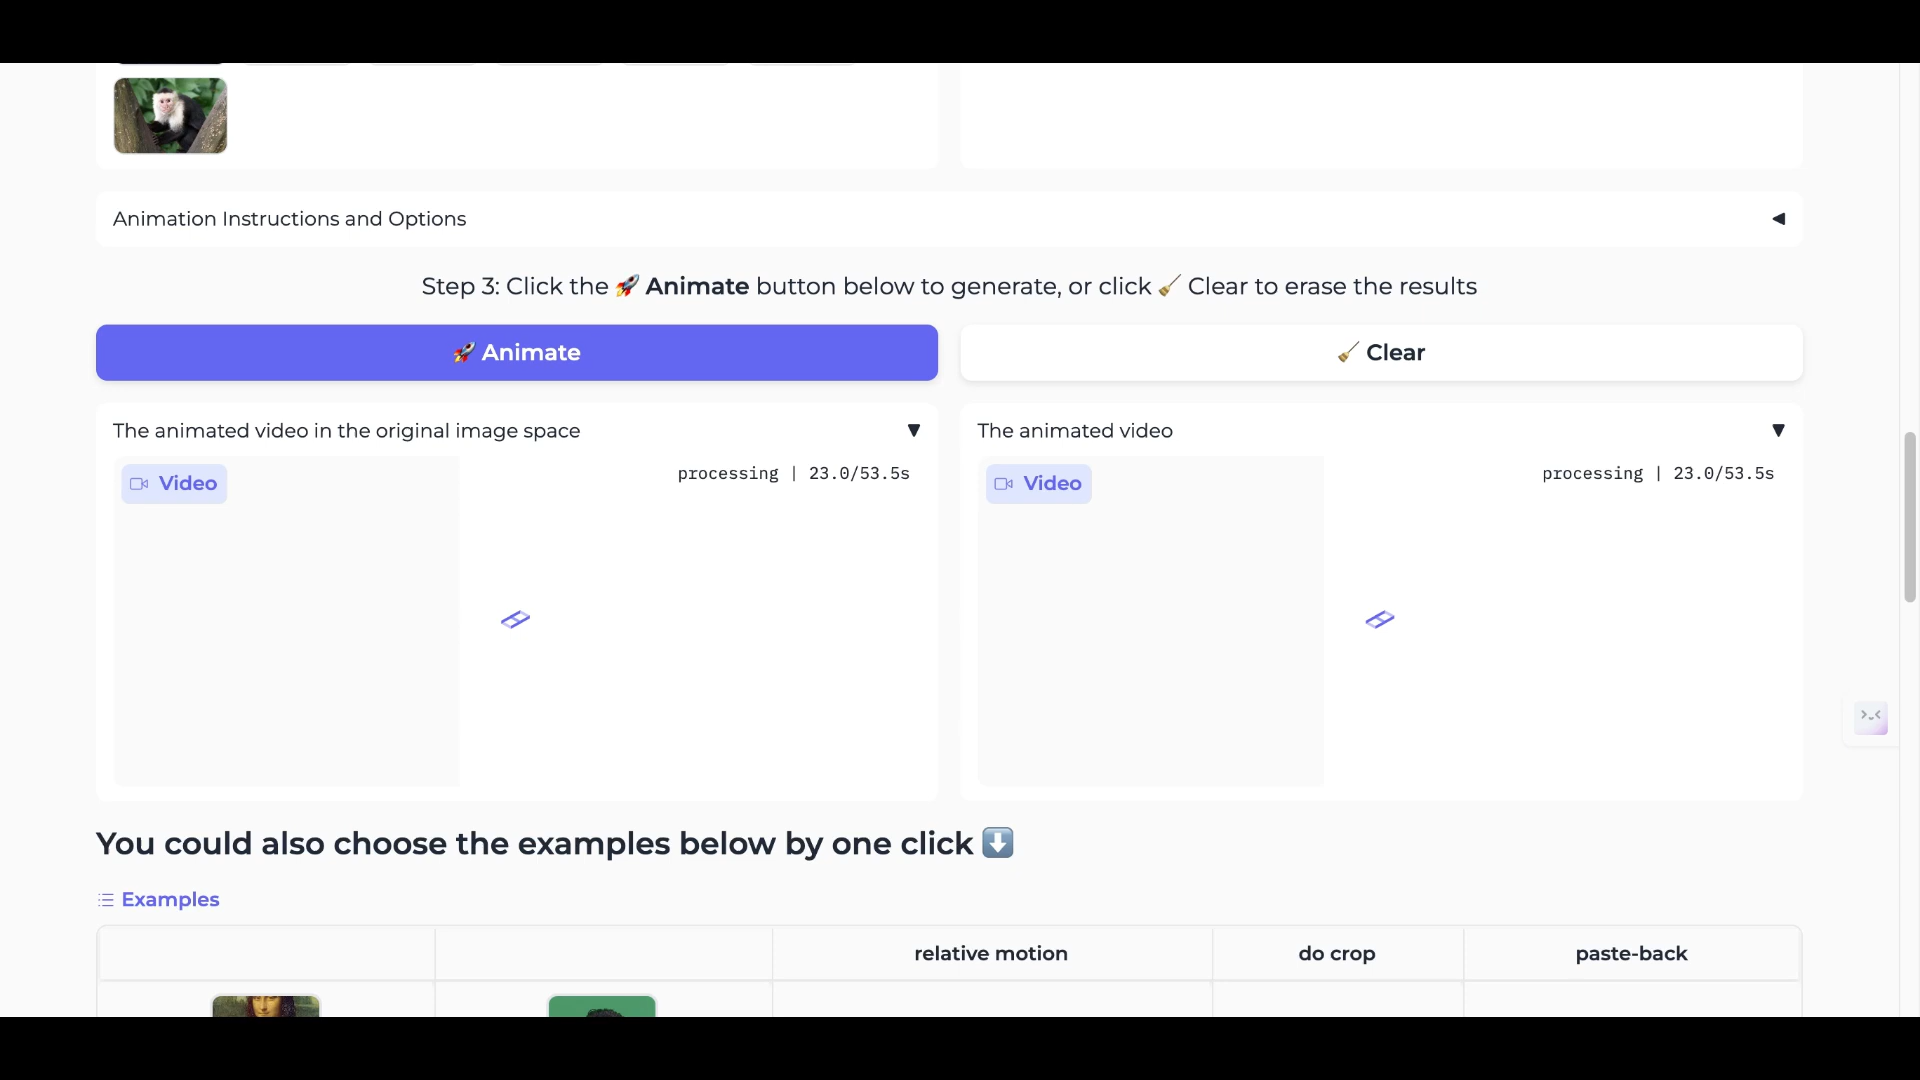 Animation Instructions and Options
Step 3: Click the 🚀 Animate button below to generate, or click 🧹 Clear to erase the results
🚀 Animate
🧹 Clear
The animated video in the original image space
Video
processing | 23.0/53.5s
The animated video
Video
processing | 23.0/53.5s
You could also choose the examples below by one click ⬇️
Examples
relative motion
do crop
paste-back